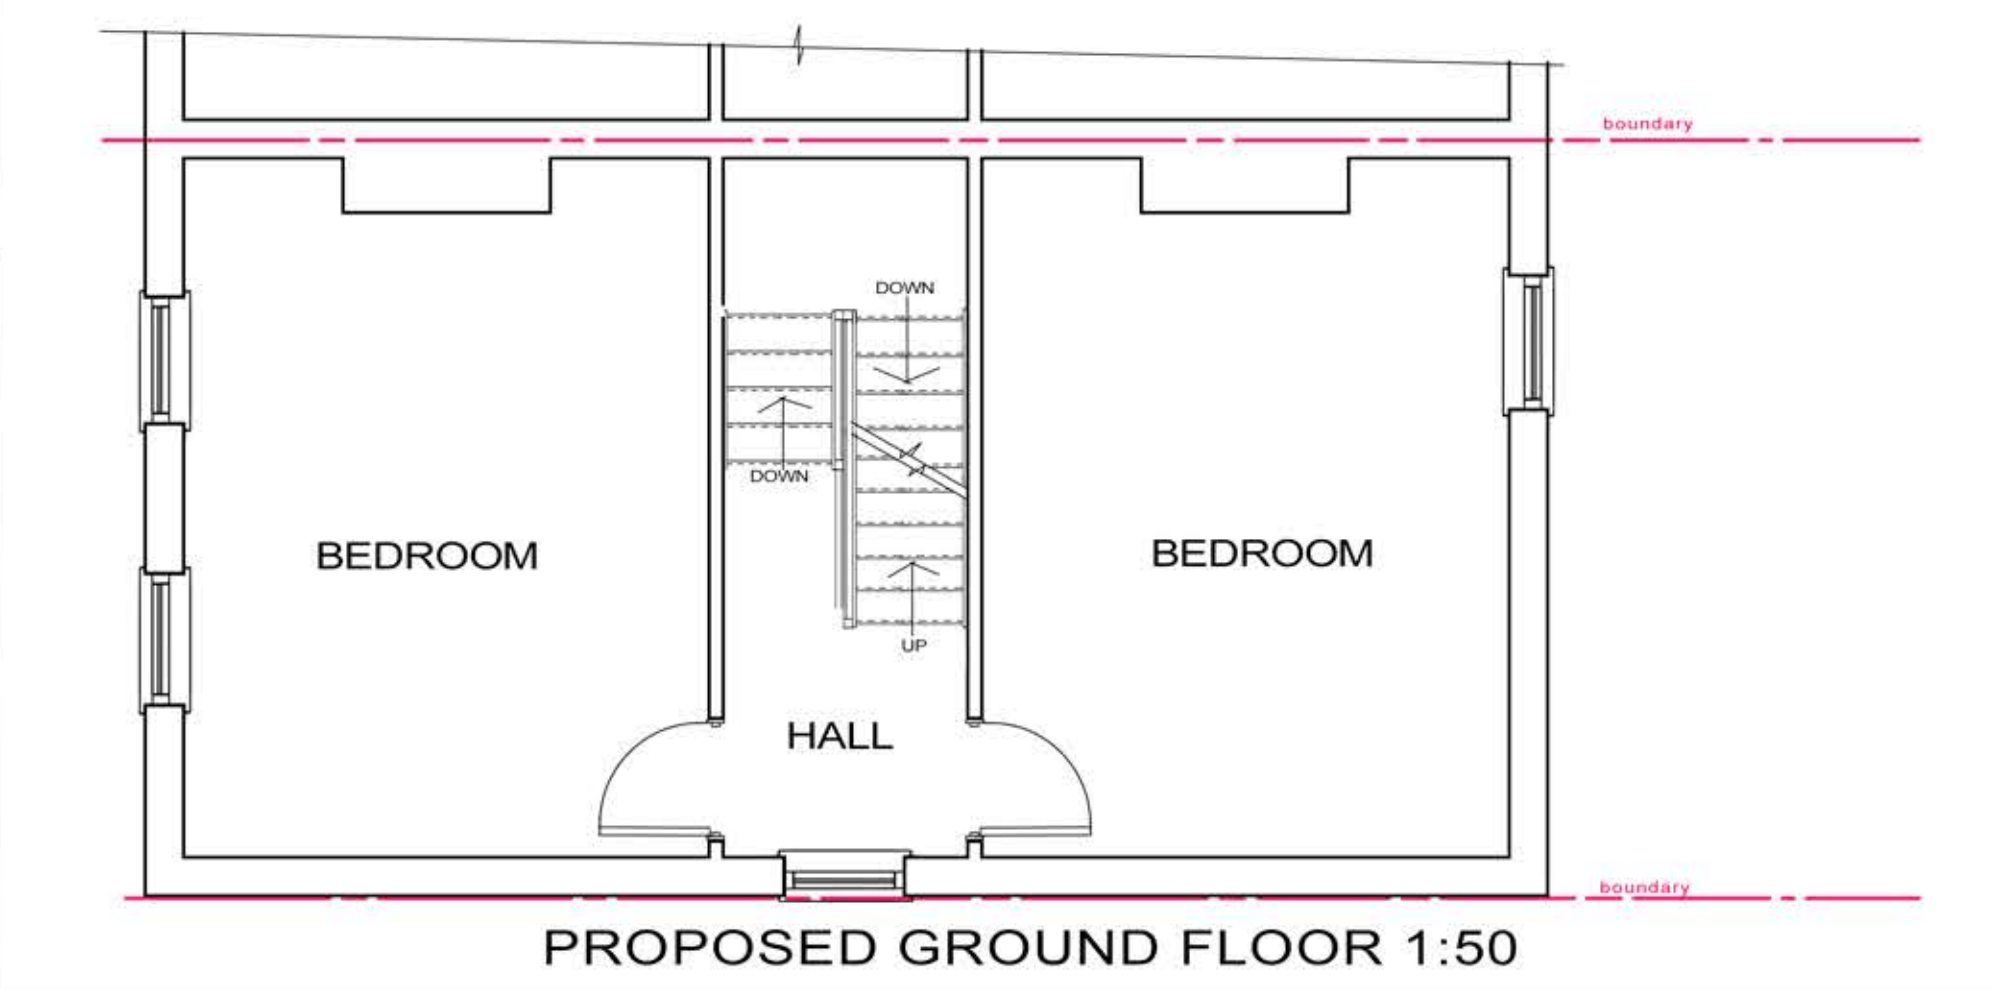 boundary
DOWN
DOWN
BEDROOM
BEDROOM
UP
HALL
boundary
PROPOSED GROUND FLOOR 1:50